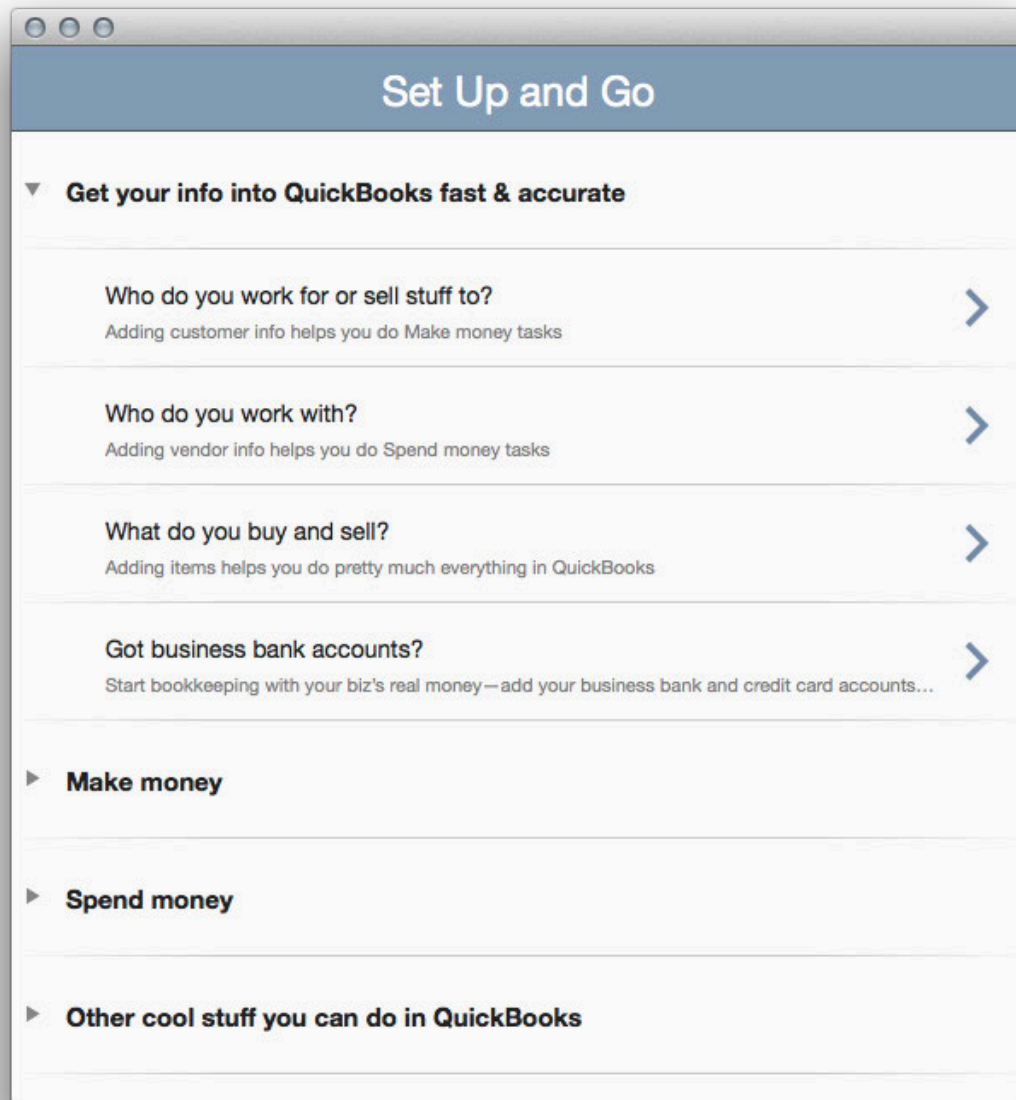 Set Up and Go
Get your info into QuickBooks fast & accurate
Who do you work for or sell stuff to?
Adding customer info helps you do Make money tasks
Who do you work with?
Adding vendor info helps you do Spend money tasks
What do you buy and sell?
Adding items helps you do pretty much everything in QuickBooks
Got business bank accounts?
Start bookkeeping with your biz's real money—add your business bank and credit card accounts...
Make money
Spend money
Other cool stuff you can do in QuickBooks